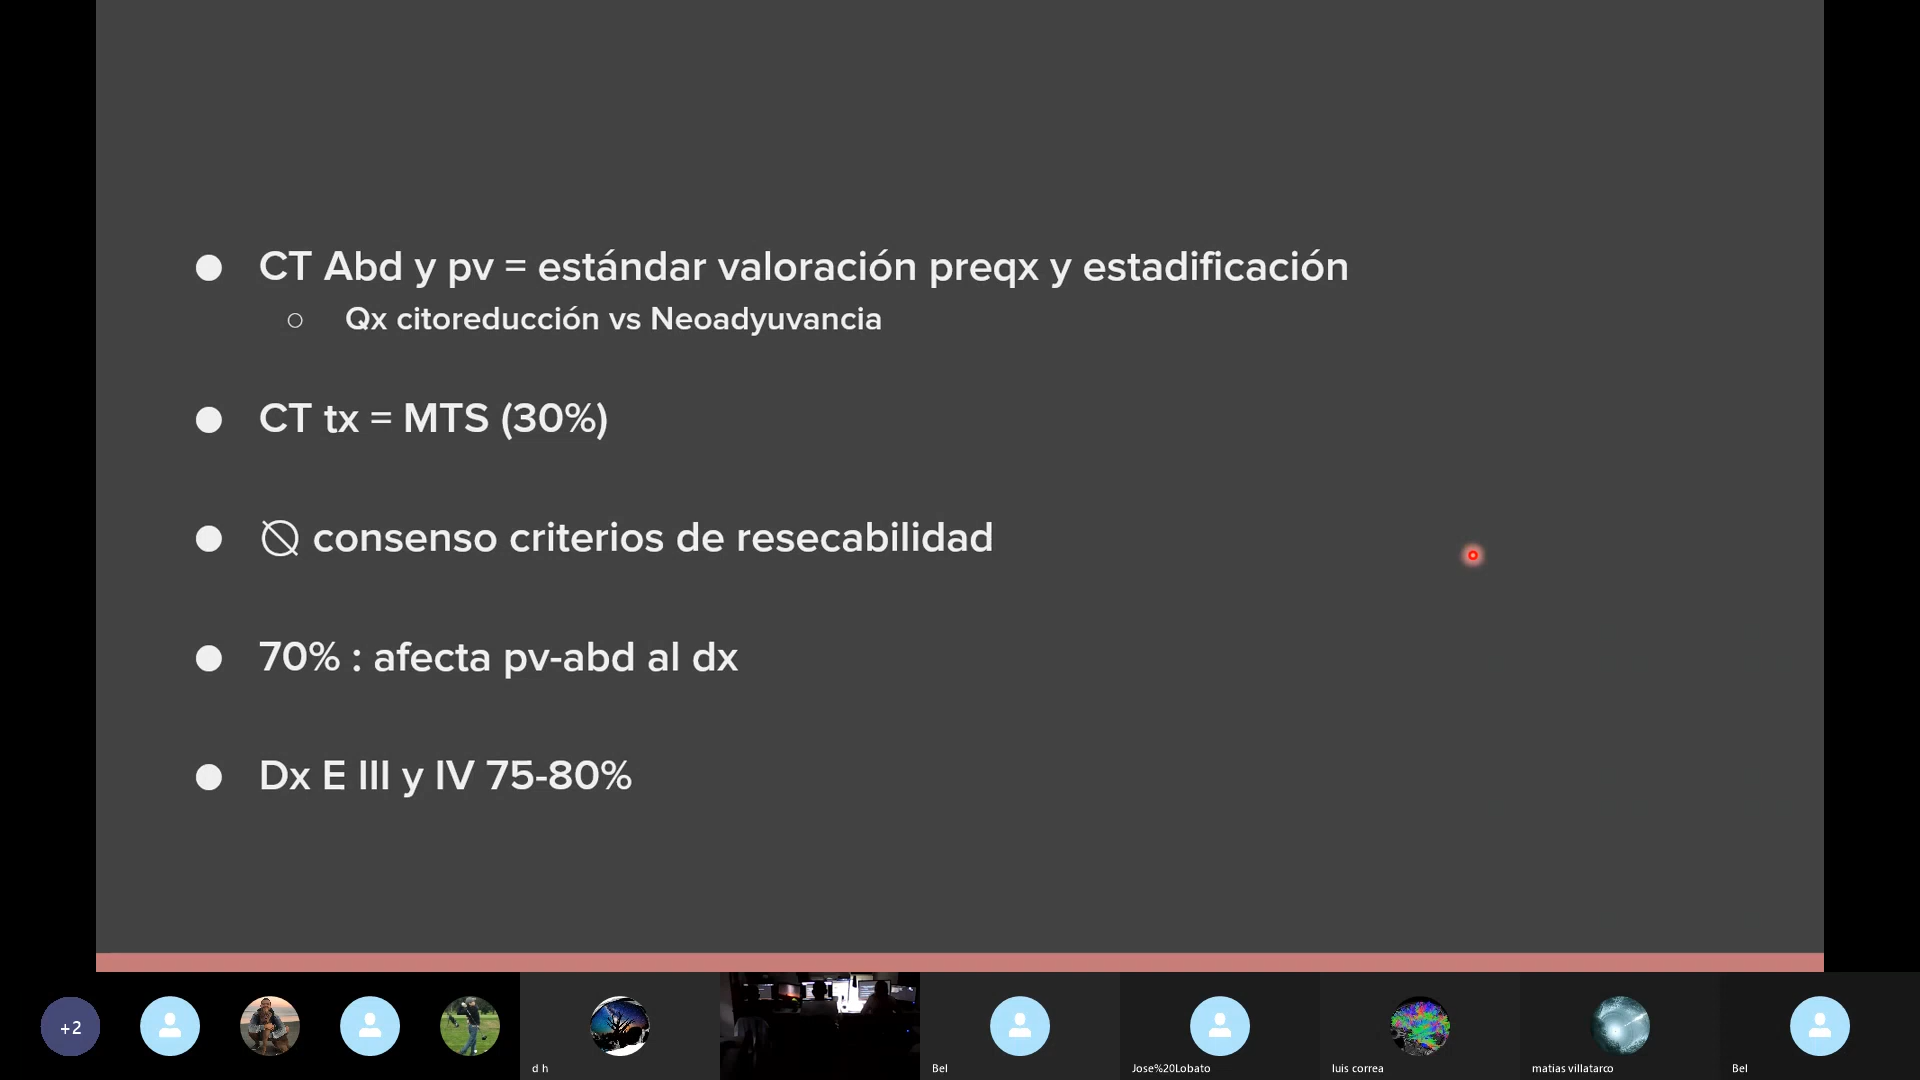 CT Abd y pv = estándar valoración preqx y estadificación
Qx citoreducción vs Neoadyuvancia
CT tx = MTS (30%)
∅ consenso criterios de resecabilidad
70% : afecta pv-abd al dx
Dx E III y IV 75-80%
+2
d h
Bel
Jose%20Lobato
luis correa
matias villatarco
Bel